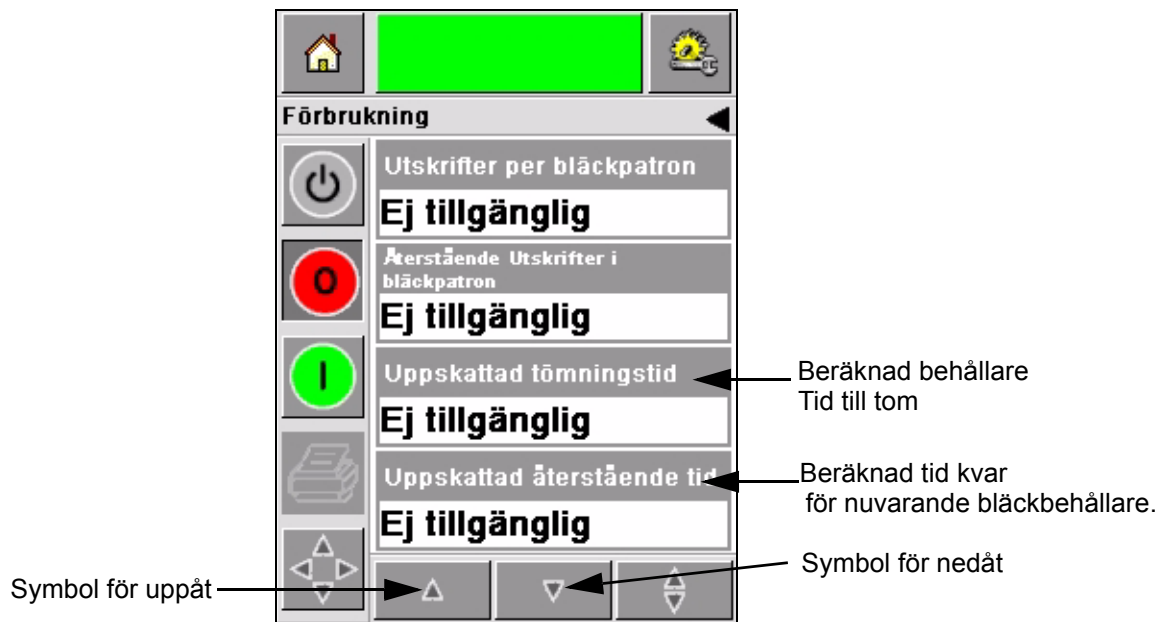 Förbrukning
Utskrifter per bläckpatron
Ej tillgänglig
Återstående Utskrifter i
bläckpatron
Ej tillgänglig
Uppskattad tömningstid
Ej tillgänglig
Uppskattad återstående tid
Ej tillgänglig
O
I
Beräknad behållare
Tid till tom
Beräknad tid kvar
för nuvarande bläckbehållare.
Symbol för uppåt
Symbol för nedåt